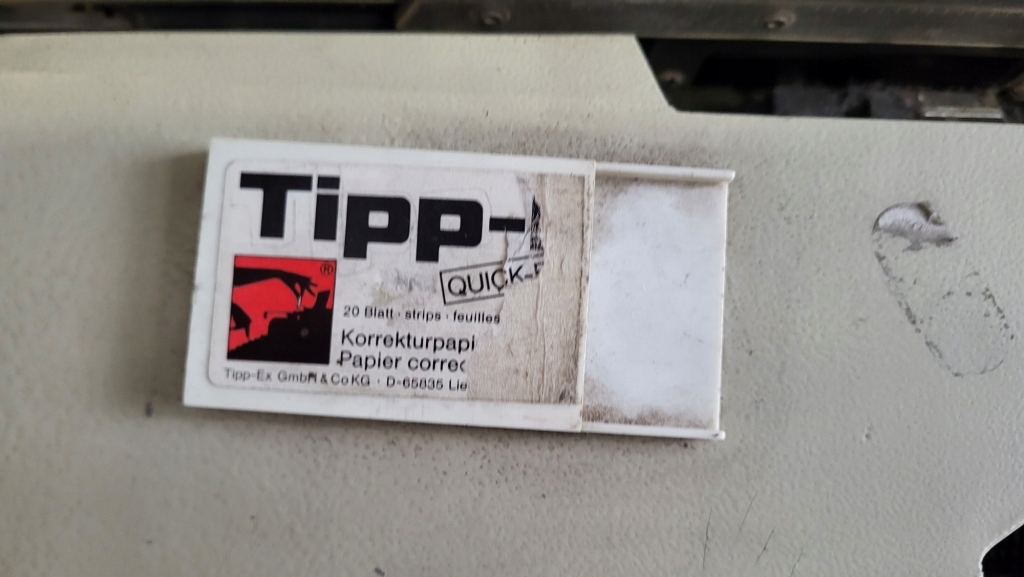 Tipp-
QUICK-
®
20 Blatt · strips · feuilles
Korrekturpapi
Papier correc
Tipp-Ex GmbH & Co KG · D-65835 Lie